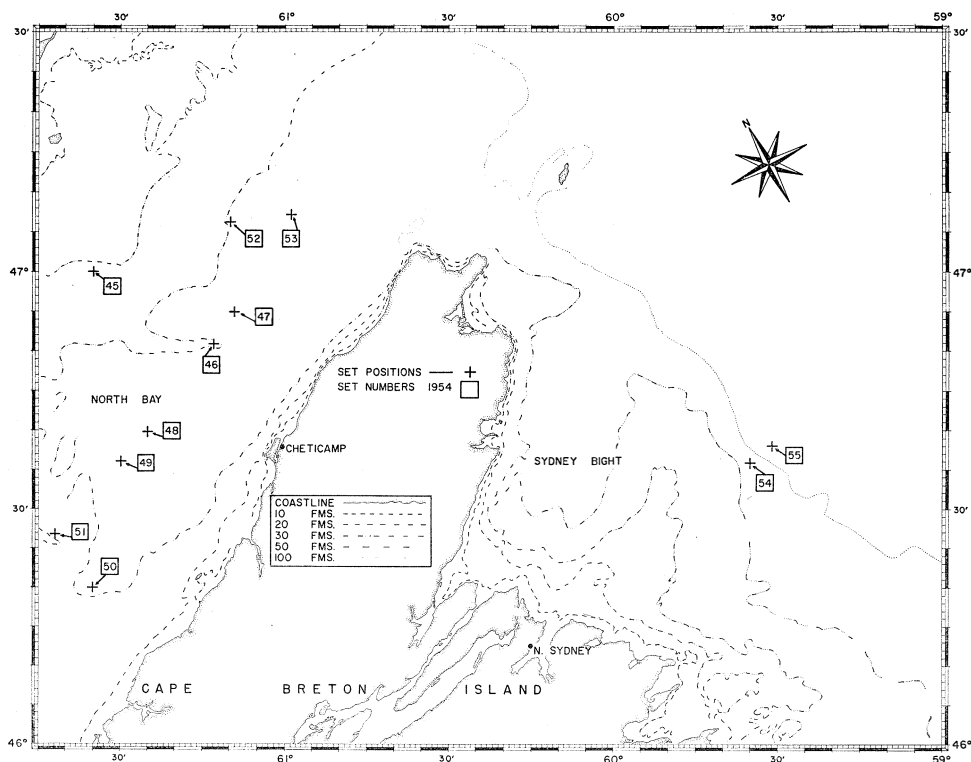 30' 61° 30' 60° 30' 59°
30' 30'
N
52 53
47° 47°
45
47
46
SET POSITIONS — +
SET NUMBERS 1954
NORTH BAY
48
CHETICAMP
49
SYDNEY BIGHT
55
54
COASTLINE
10 FMS.
20 FMS.
30 FMS.
50 FMS.
100 FMS.
30' 30'
51
50
N. SYDNEY
CAPE BRETON ISLAND
46° 46°
30' 61° 30' 60° 30' 59°